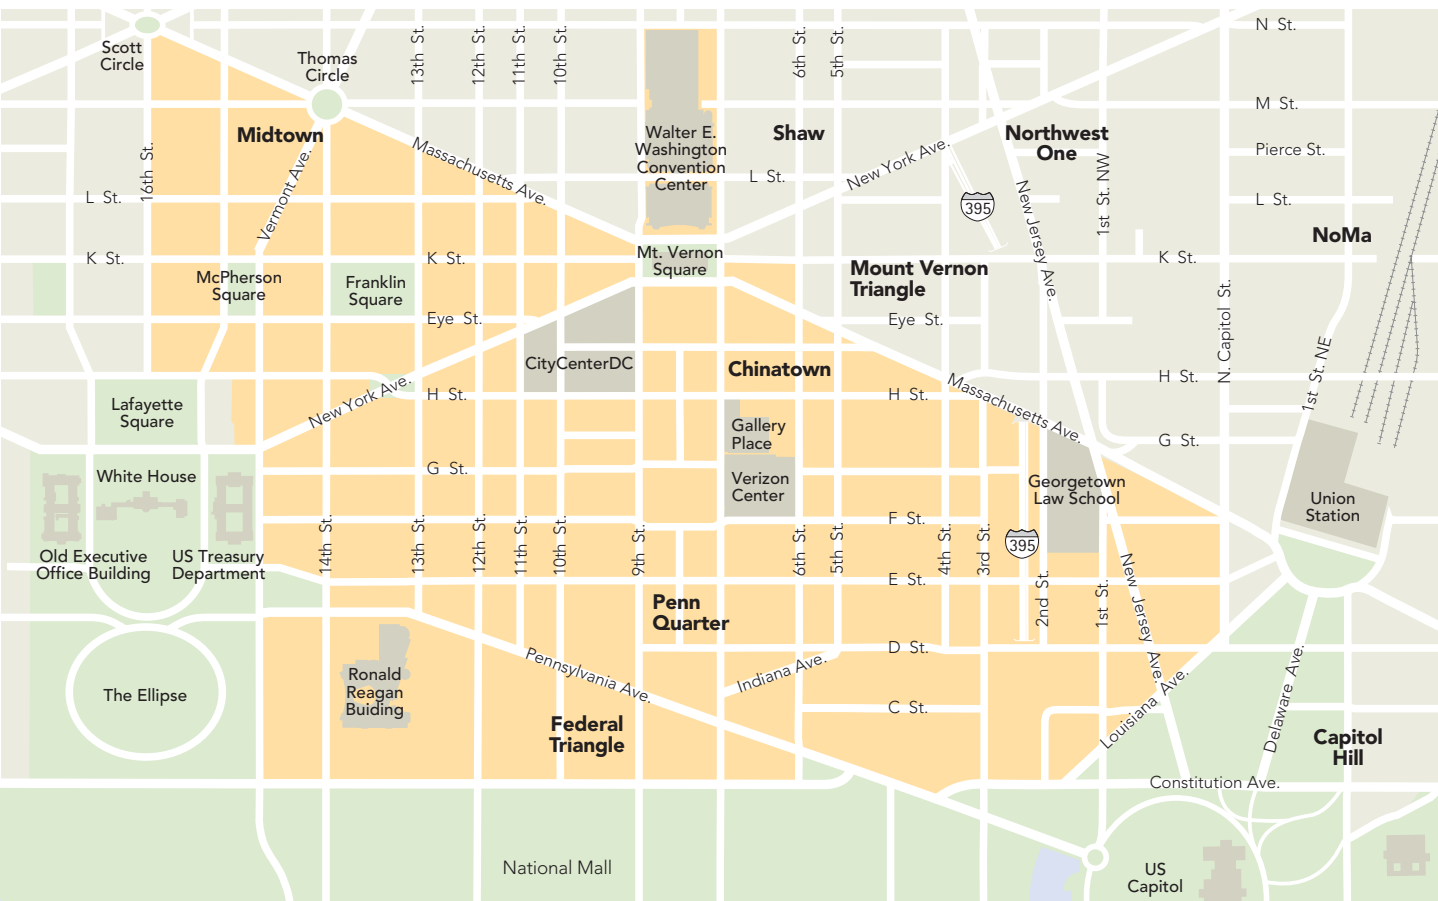 N St.
Scott
Circle
Thomas
Circle
13th St.
12th St.
11th St.
10th St.
6th St.
5th St.
M St.
Midtown
Walter E.
Washington
Convention
Center
Shaw
Northwest
One
Pierce St.
Massachusetts Ave.
New York Ave.
16th St.
Vermont Ave.
L St.
L St.
395
New Jersey Ave.
1st St. NW
L St.
NoMa
K St.
K St.
Mt. Vernon
Square
Mount Vernon
Triangle
K St.
McPherson
Square
Franklin
Square
Eye St.
Eye St.
N. Capitol St.
CityCenterDC
Chinatown
1st St. NE
New York Ave.
H St.
H St.
Massachusetts Ave.
H St.
Lafayette
Square
Gallery
Place
G St.
G St.
White House
Verizon
Center
Georgetown
Law School
Union
Station
F St.
14th St.
13th St.
12th St.
11th St.
10th St.
9th St.
6th St.
5th St.
4th St.
3rd St.
395
Old Executive
Office Building
US Treasury
Department
E St.
2nd St.
1st St.
New Jersey Ave.
Penn
Quarter
D St.
Pennsylvania Ave.
Indiana Ave.
Louisiana Ave.
Delaware Ave.
The Ellipse
Ronald
Reagan
Buiding
C St.
Federal
Triangle
Capitol
Hill
Constitution Ave.
National Mall
US
Capitol